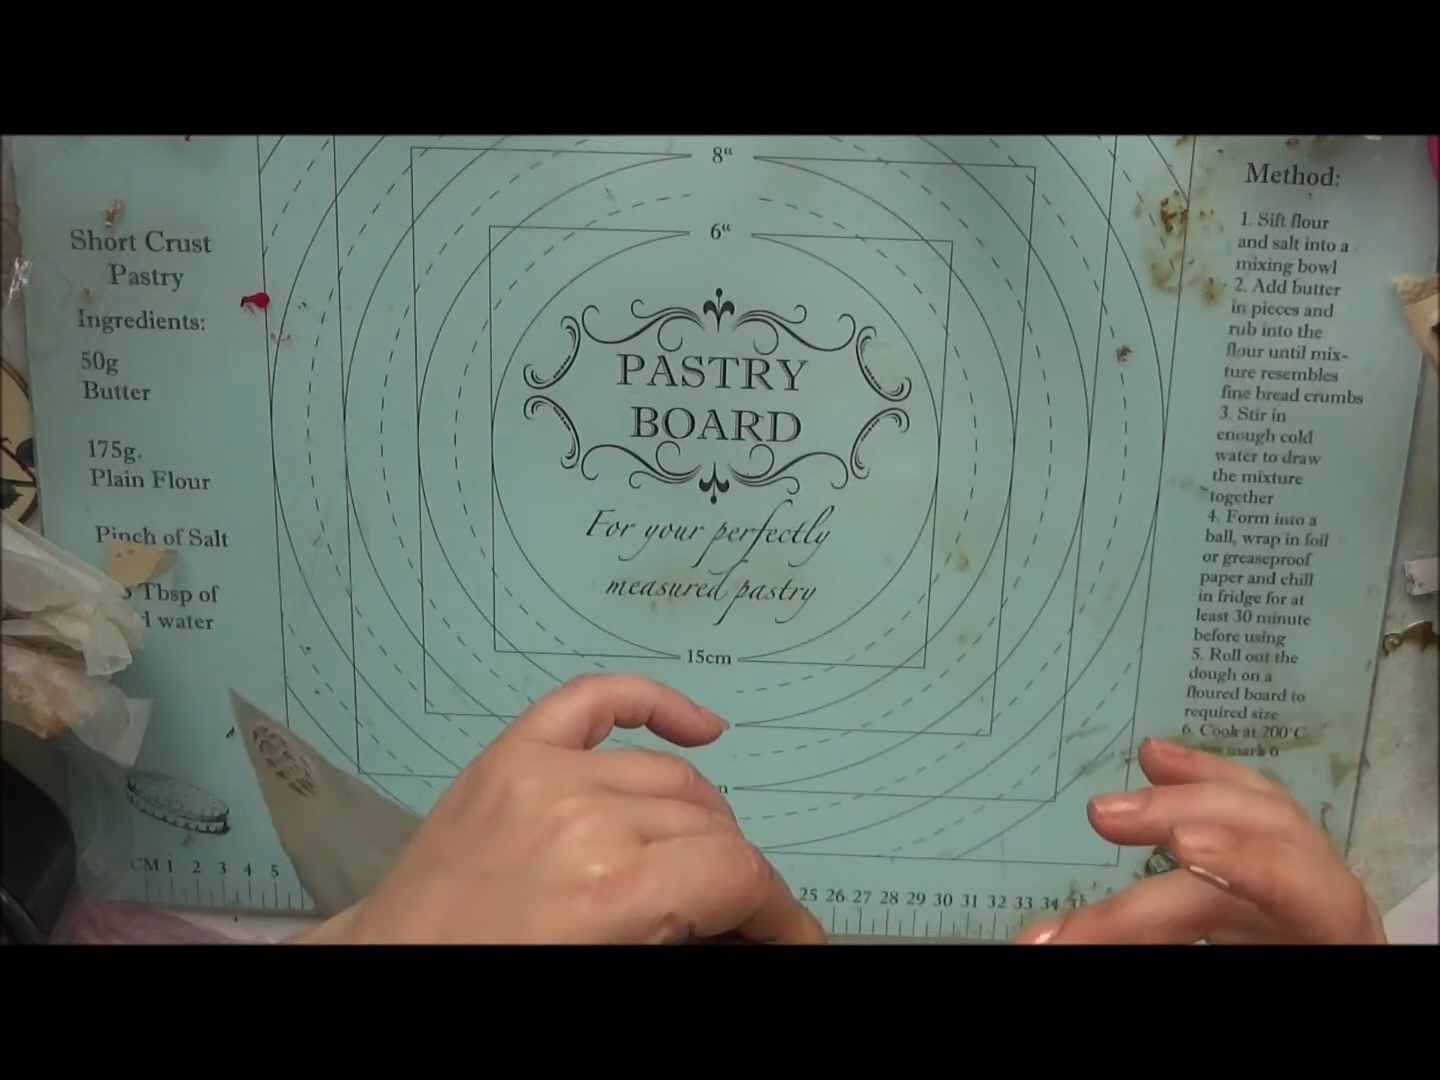 Short Crust
Pastry
Ingredients:
50g
Butter
175g.
Plain Flour
Pinch of Salt
Tbsp of
water
8"
6"
PASTRY
BOARD
For your perfectly
measured pastry
15cm
Method:
1. Sift flour
and salt into a
mixing bowl
2. Add butter
in pieces and
rub into the
flour until mix-
ture resembles
fine bread crumbs
3. Stir in
enough cold
water to draw
the mixture
together
4. Form into a
ball, wrap in foil
or greaseproof
paper and chill
in fridge for at
least 30 minute
before using
5. Roll out the
dough on a
floured board to
required size
6. Cook at 200°C
mark 6
CM 1 2 3 4 5
25 26 27 28 29 30 31 32 33 34